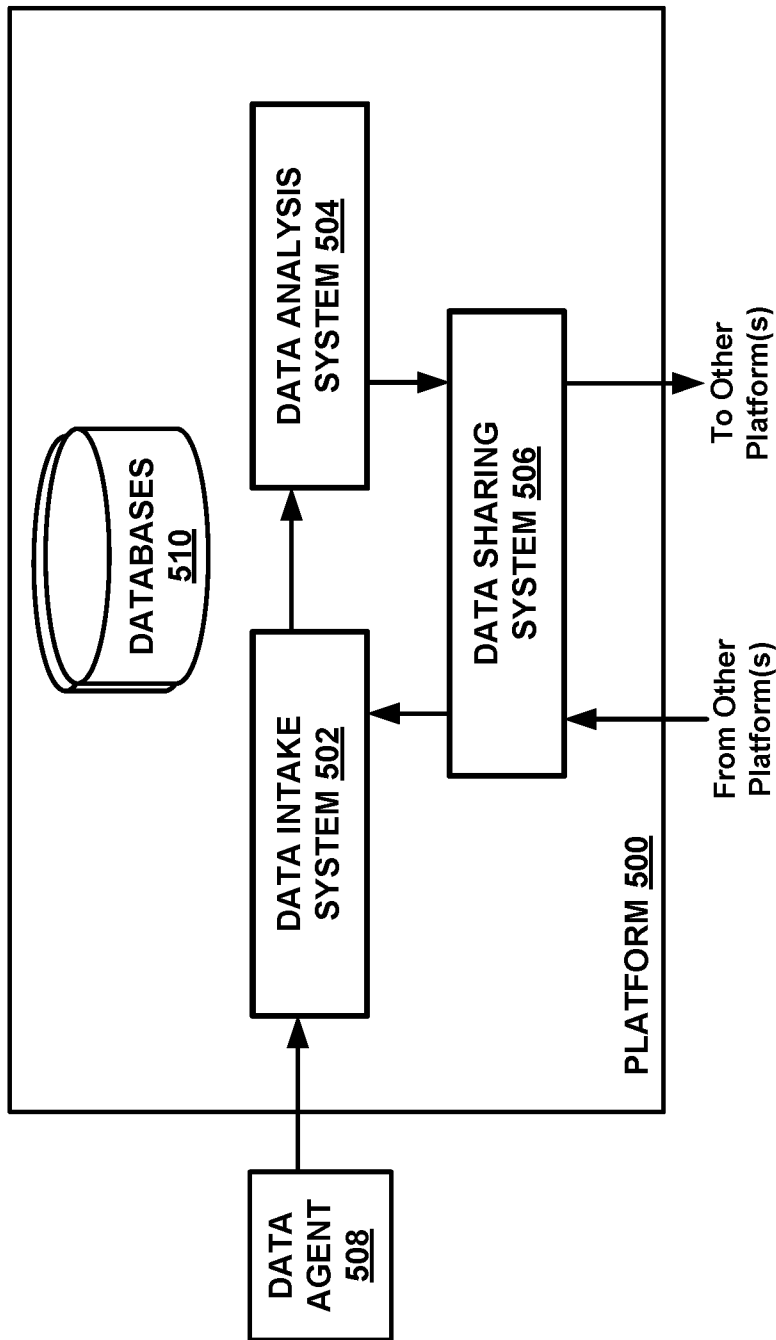 DATABASES
510
DATA AGENT
508
DATA INTAKE
SYSTEM 502
DATA ANALYSIS
SYSTEM 504
DATA SHARING
SYSTEM 506
PLATFORM 500
From Other
Platform(s)
To Other
Platform(s)